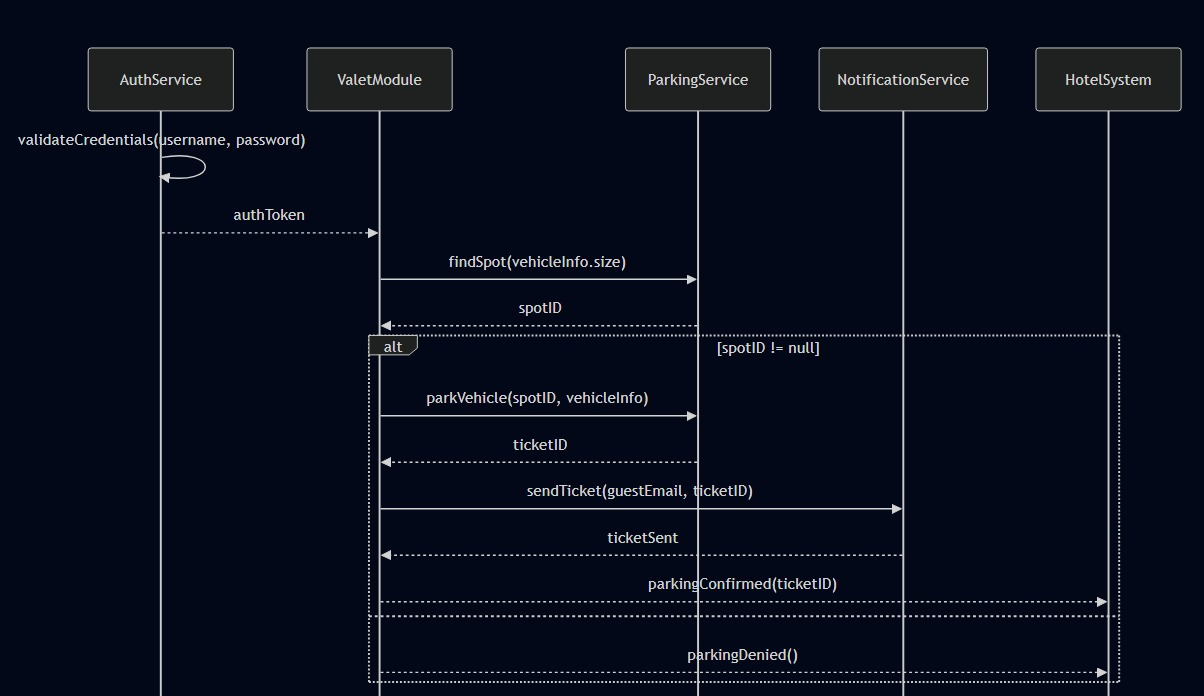 AuthService
ValetModule
ParkingService
NotificationService
HotelSystem
validateCredentials(username, password)
authToken
findSpot(vehicleInfo.size)
spotID
alt
[spotID != null]
parkVehicle(spotID, vehicleInfo)
ticketID
sendTicket(guestEmail, ticketID)
ticketSent
parkingConfirmed(ticketID)
parkingDenied()